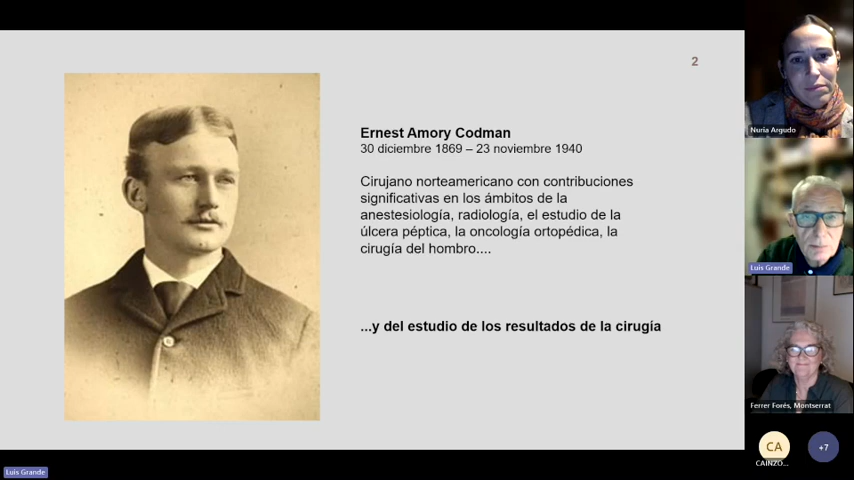 2
Ernest Amory Codman
30 diciembre 1869 – 23 noviembre 1940
Cirujano norteamericano con contribuciones
significativas en los ámbitos de la
anestesiología, radiología, el estudio de la
úlcera péptica, la oncología ortopédica, la
cirugía del hombro....
...y del estudio de los resultados de la cirugía
Nuria Argudo
Luis Grande
Ferrer Forés, Montserrat
CA
+7
CAINZO...
Luis Grande